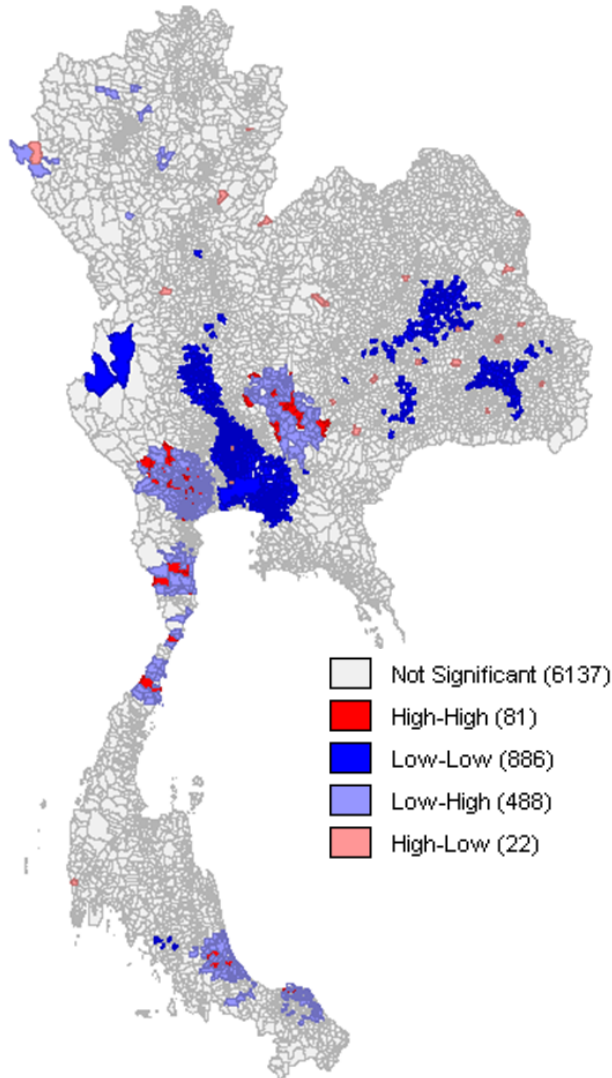 Not Significant (6137)
High-High (81)
Low-Low (886)
Low-High (488)
High-Low (22)